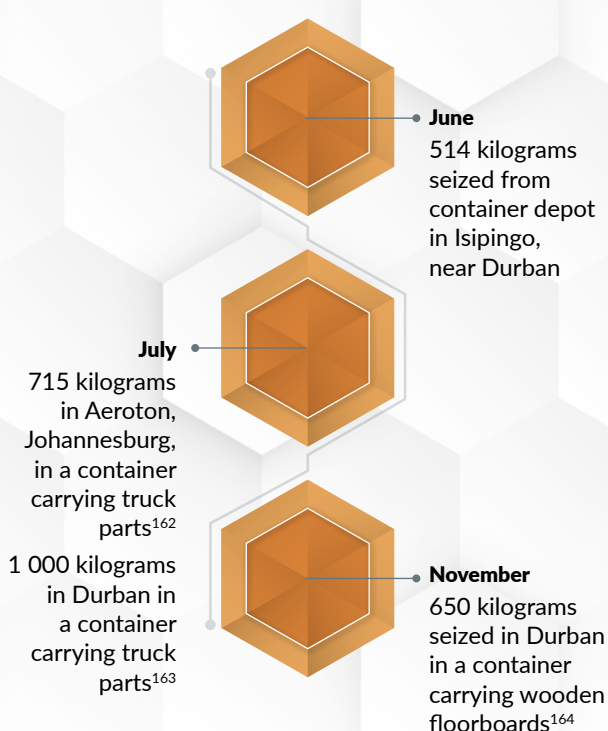 June
514 kilograms
seized from
container depot
in Isipingo,
near Durban
July
715 kilograms
in Aeroton,
Johannesburg,
in a container
carrying truck
parts162
1 000 kilograms
in Durban in
a container
carrying truck
parts163
November
650 kilograms
seized in Durban
in a container
carrying wooden
floorboards164